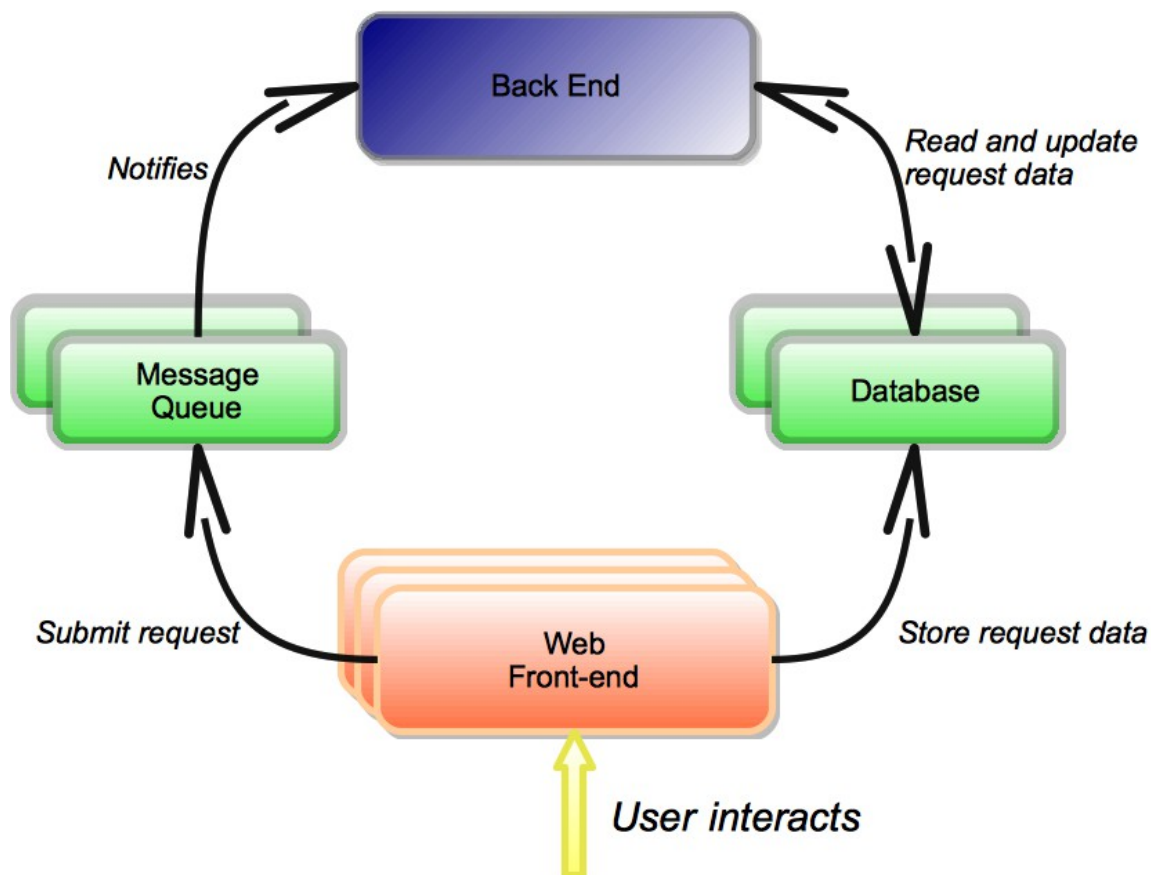 Back End
Notifies
Read and update
request data
Message
Queue
Database
Submit request
Store request data
Web
Front-end
User interacts